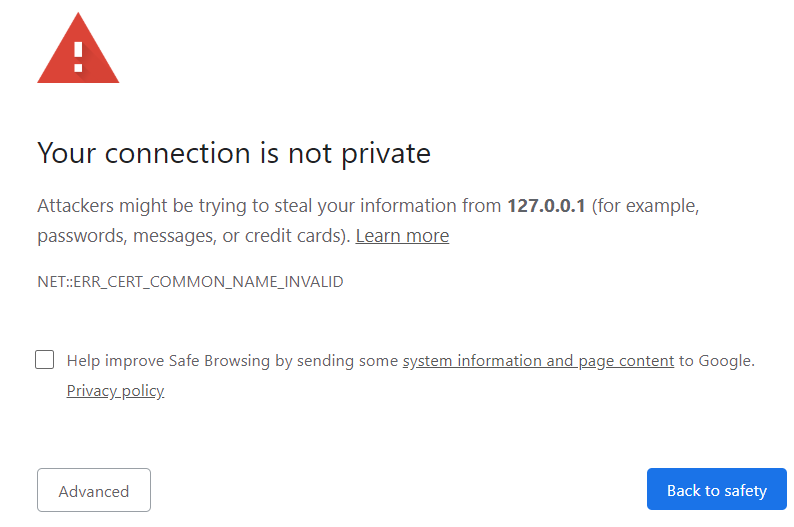 Your connection is not private
Attackers might be trying to steal your information from 127.0.0.1 (for example,
passwords, messages, or credit cards). Learn more
NET::ERR_CERT_COMMON_NAME_INVALID
Help improve Safe Browsing by sending some system information and page content to Google.
Privacy policy
Advanced
Back to safety